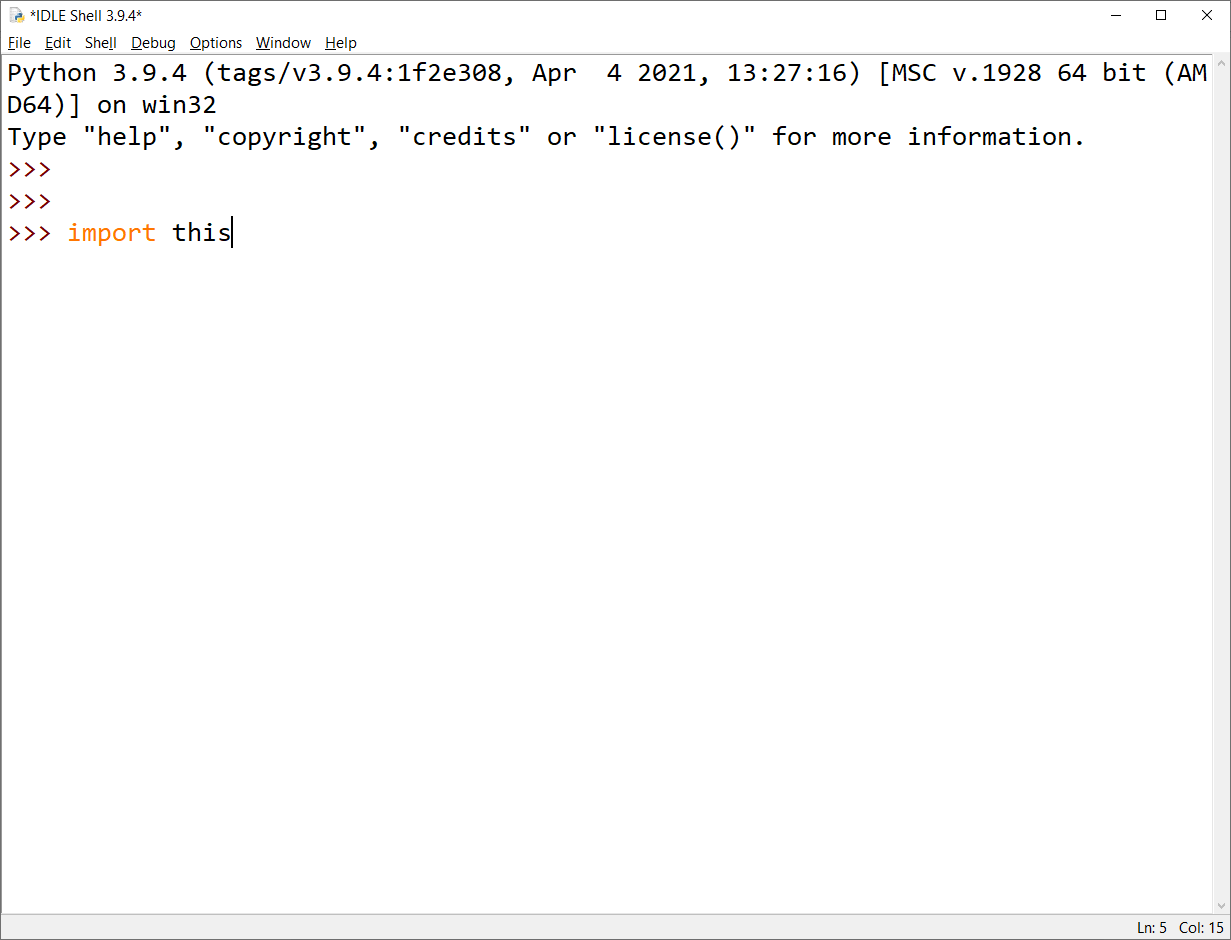 *IDLE Shell 3.9.4*
File Edit Shell Debug Options Window Help
Python 3.9.4 (tags/v3.9.4:1f2e308, Apr  4 2021, 13:27:16) [MSC v.1928 64 bit (AM
D64)] on win32
Type "help", "copyright", "credits" or "license()" for more information.
>>>
>>>
>>> import this
Ln: 5 Col: 15